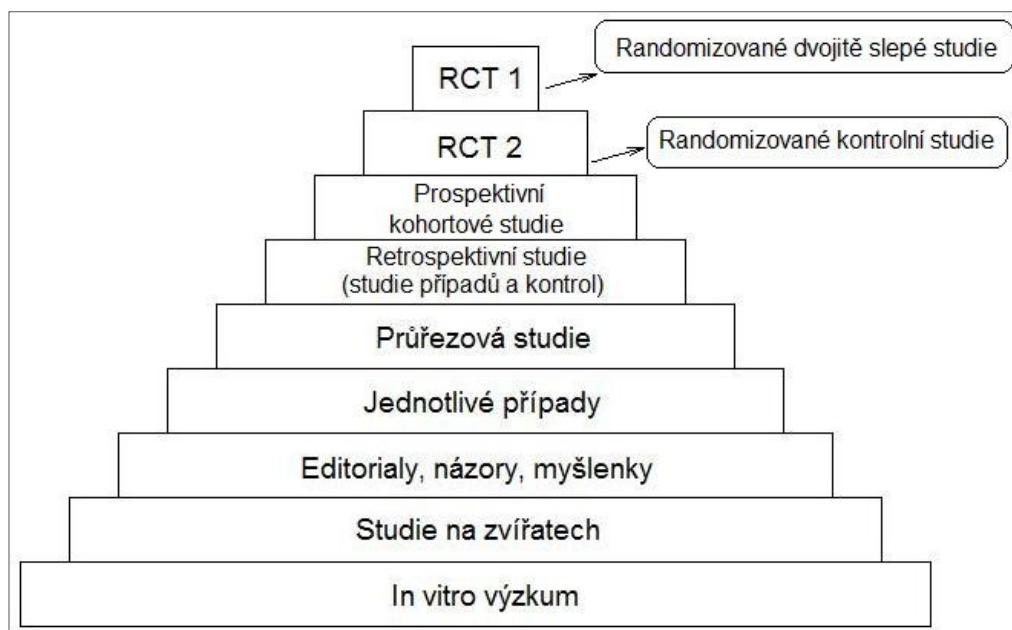 RCT 1
Randomizované dvojitě slepé studie
RCT 2
Randomizované kontrolní studie
Prospektivní
kohortové studie
Retrospektivní studie
(studie případů a kontrol)
Průřezová studie
Jednotlivé případy
Editorialy, názory, myšlenky
Studie na zvířatech
In vitro výzkum